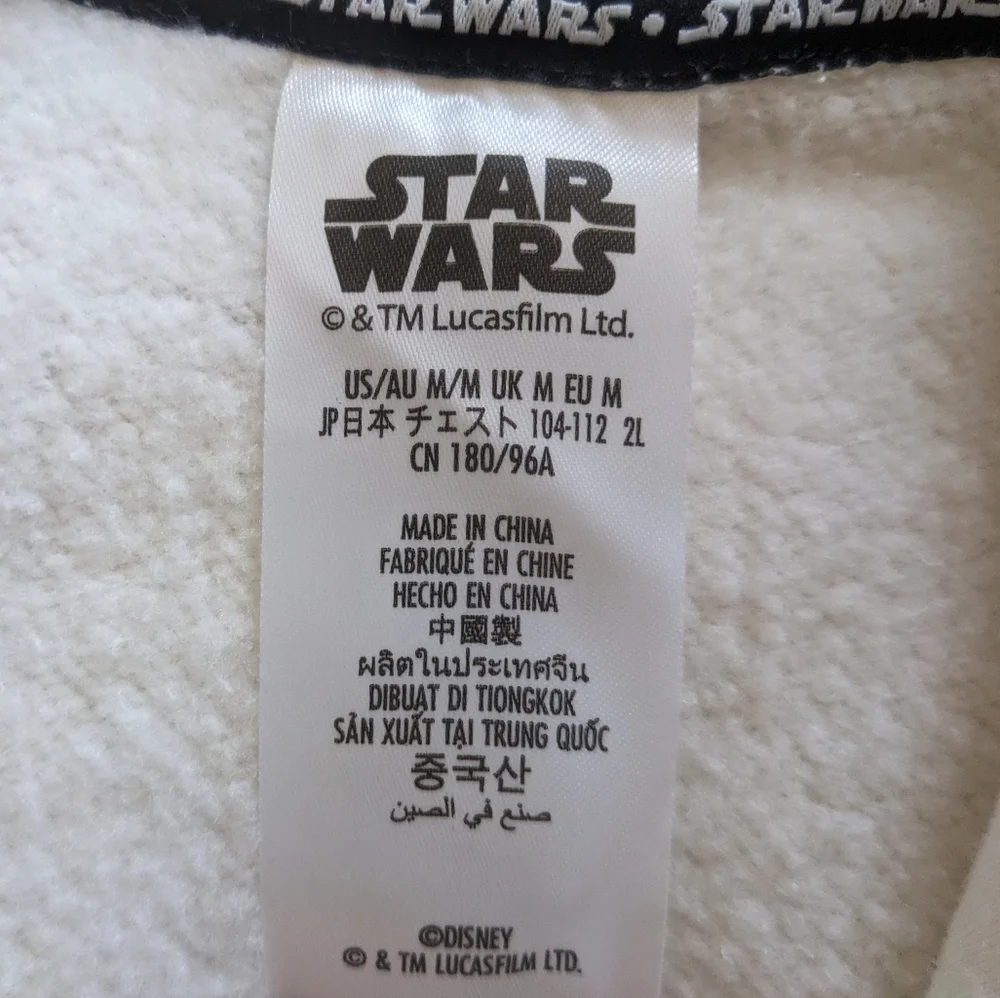 STAR WARS • STAR WARS
STAR
WARS
© & TM Lucasfilm Ltd.
US/AU M/M UK M EU M
JP日本 チェスト 104-112 2L
CN 180/96A
MADE IN CHINA
FABRIQUÉ EN CHINE
HECHO EN CHINA
中國製
ผลิตในประเทศจีน
DIBUAT DI TIONGKOK
SẢN XUẤT TẠI TRUNG QUỐC
중국산
صنع في الصين
©DISNEY
© & TM LUCASFILM LTD.